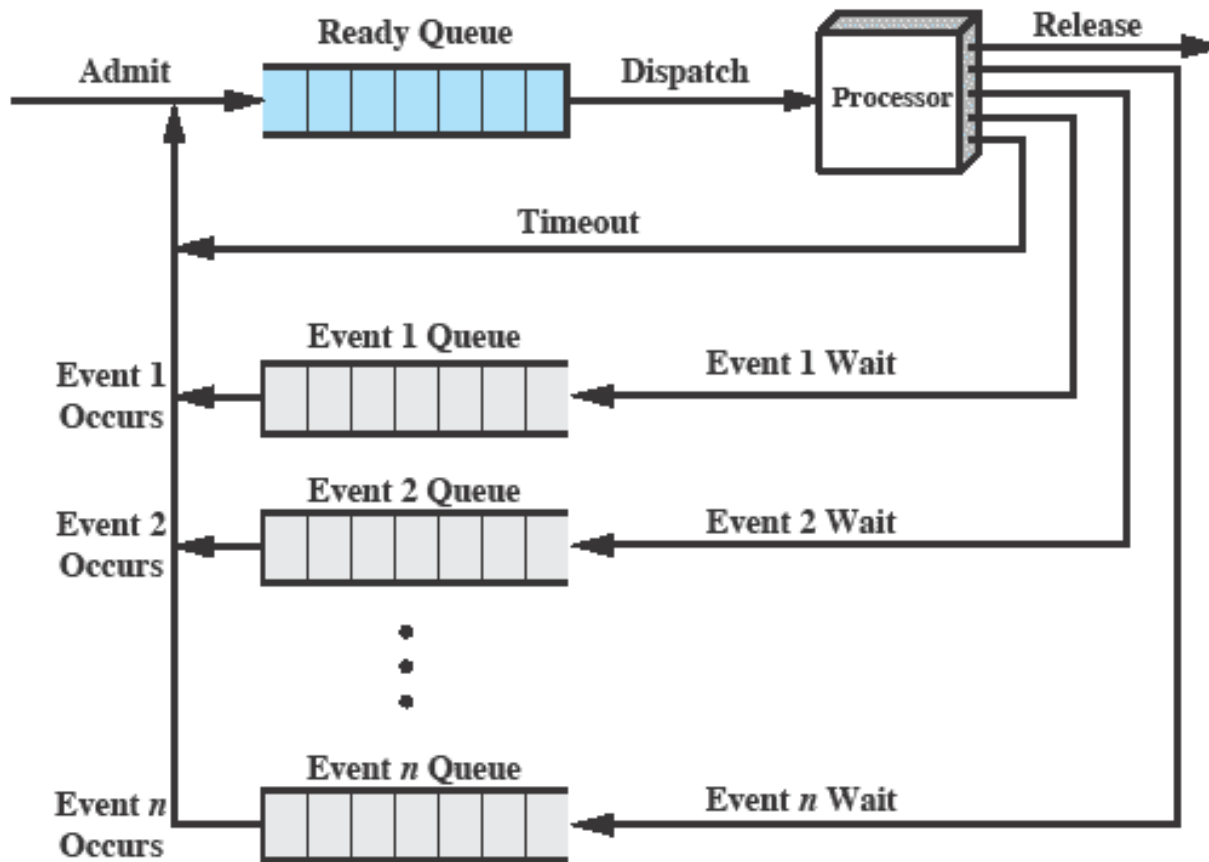 Ready Queue
Release
Admit
Dispatch
Processor
Timeout
Event 1 Queue
Event 1 Wait
Event 1
Occurs
Event 2 Queue
Event 2 Wait
Event 2
Occurs
Event n Queue
Event n Wait
Event n
Occurs